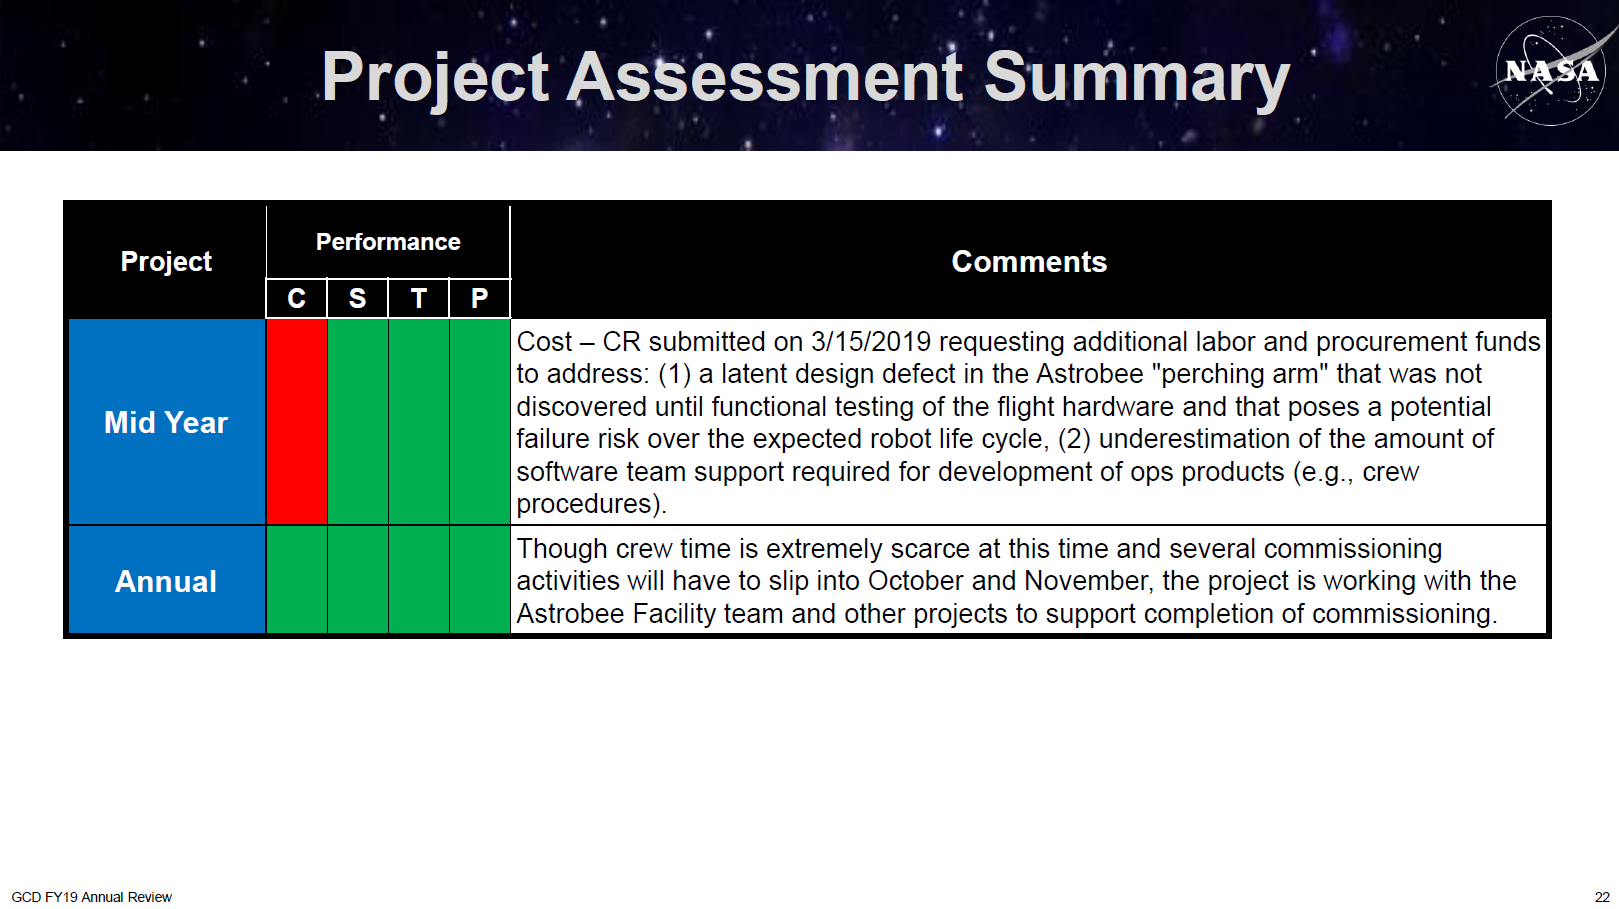 Project Assessment Summary
NASA
Project
Performance
Comments
C S T P
Mid Year
Cost – CR submitted on 3/15/2019 requesting additional labor and procurement funds
to address: (1) a latent design defect in the Astrobee "perching arm" that was not
discovered until functional testing of the flight hardware and that poses a potential
failure risk over the expected robot life cycle, (2) underestimation of the amount of
software team support required for development of ops products (e.g., crew
procedures).
Annual
Though crew time is extremely scarce at this time and several commissioning
activities will have to slip into October and November, the project is working with the
Astrobee Facility team and other projects to support completion of commissioning.
GCD FY19 Annual Review
22